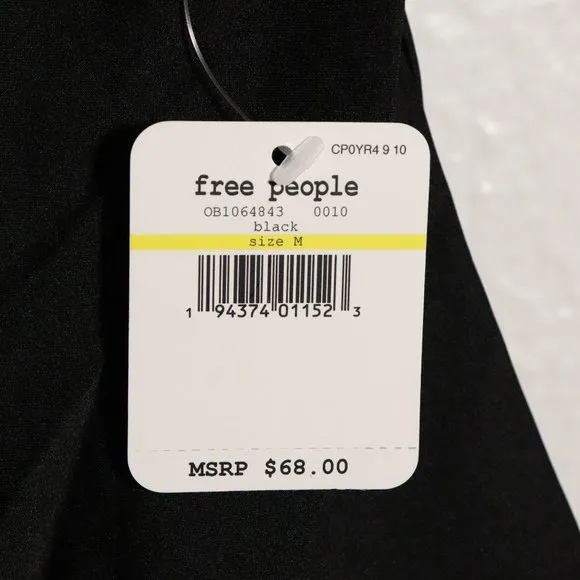 CP0YR4 9 10
free people
OB1064843 0010
black
size M
1 94374 01152 3
MSRP $68.00